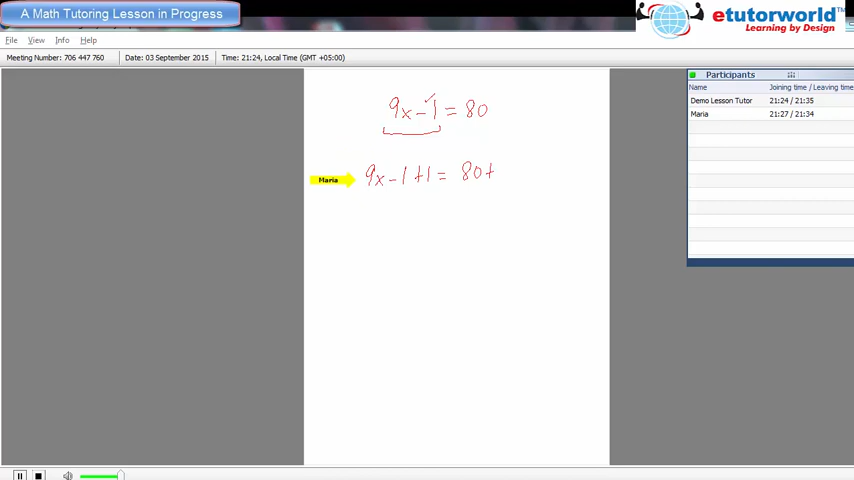 A Math Tutoring Lesson in Progress
etutorworld™
Learning by Design
File View Info Help
Meeting Number: 706 447 760 Date: 03 September 2015 Time: 21:24, Local Time (GMT +05:00)
Participants
Name Joining time / Leaving time
Demo Lesson Tutor 21:24 / 21:35
Maria 21:27 / 21:34
9x-1=80
Maria
9x-1+1= 80+